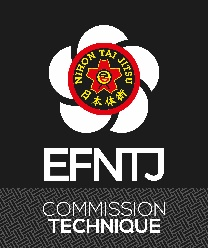 NIHON TAI JITSU
日本体術
EFNTJ
COMMISSION
TECHNIQUE